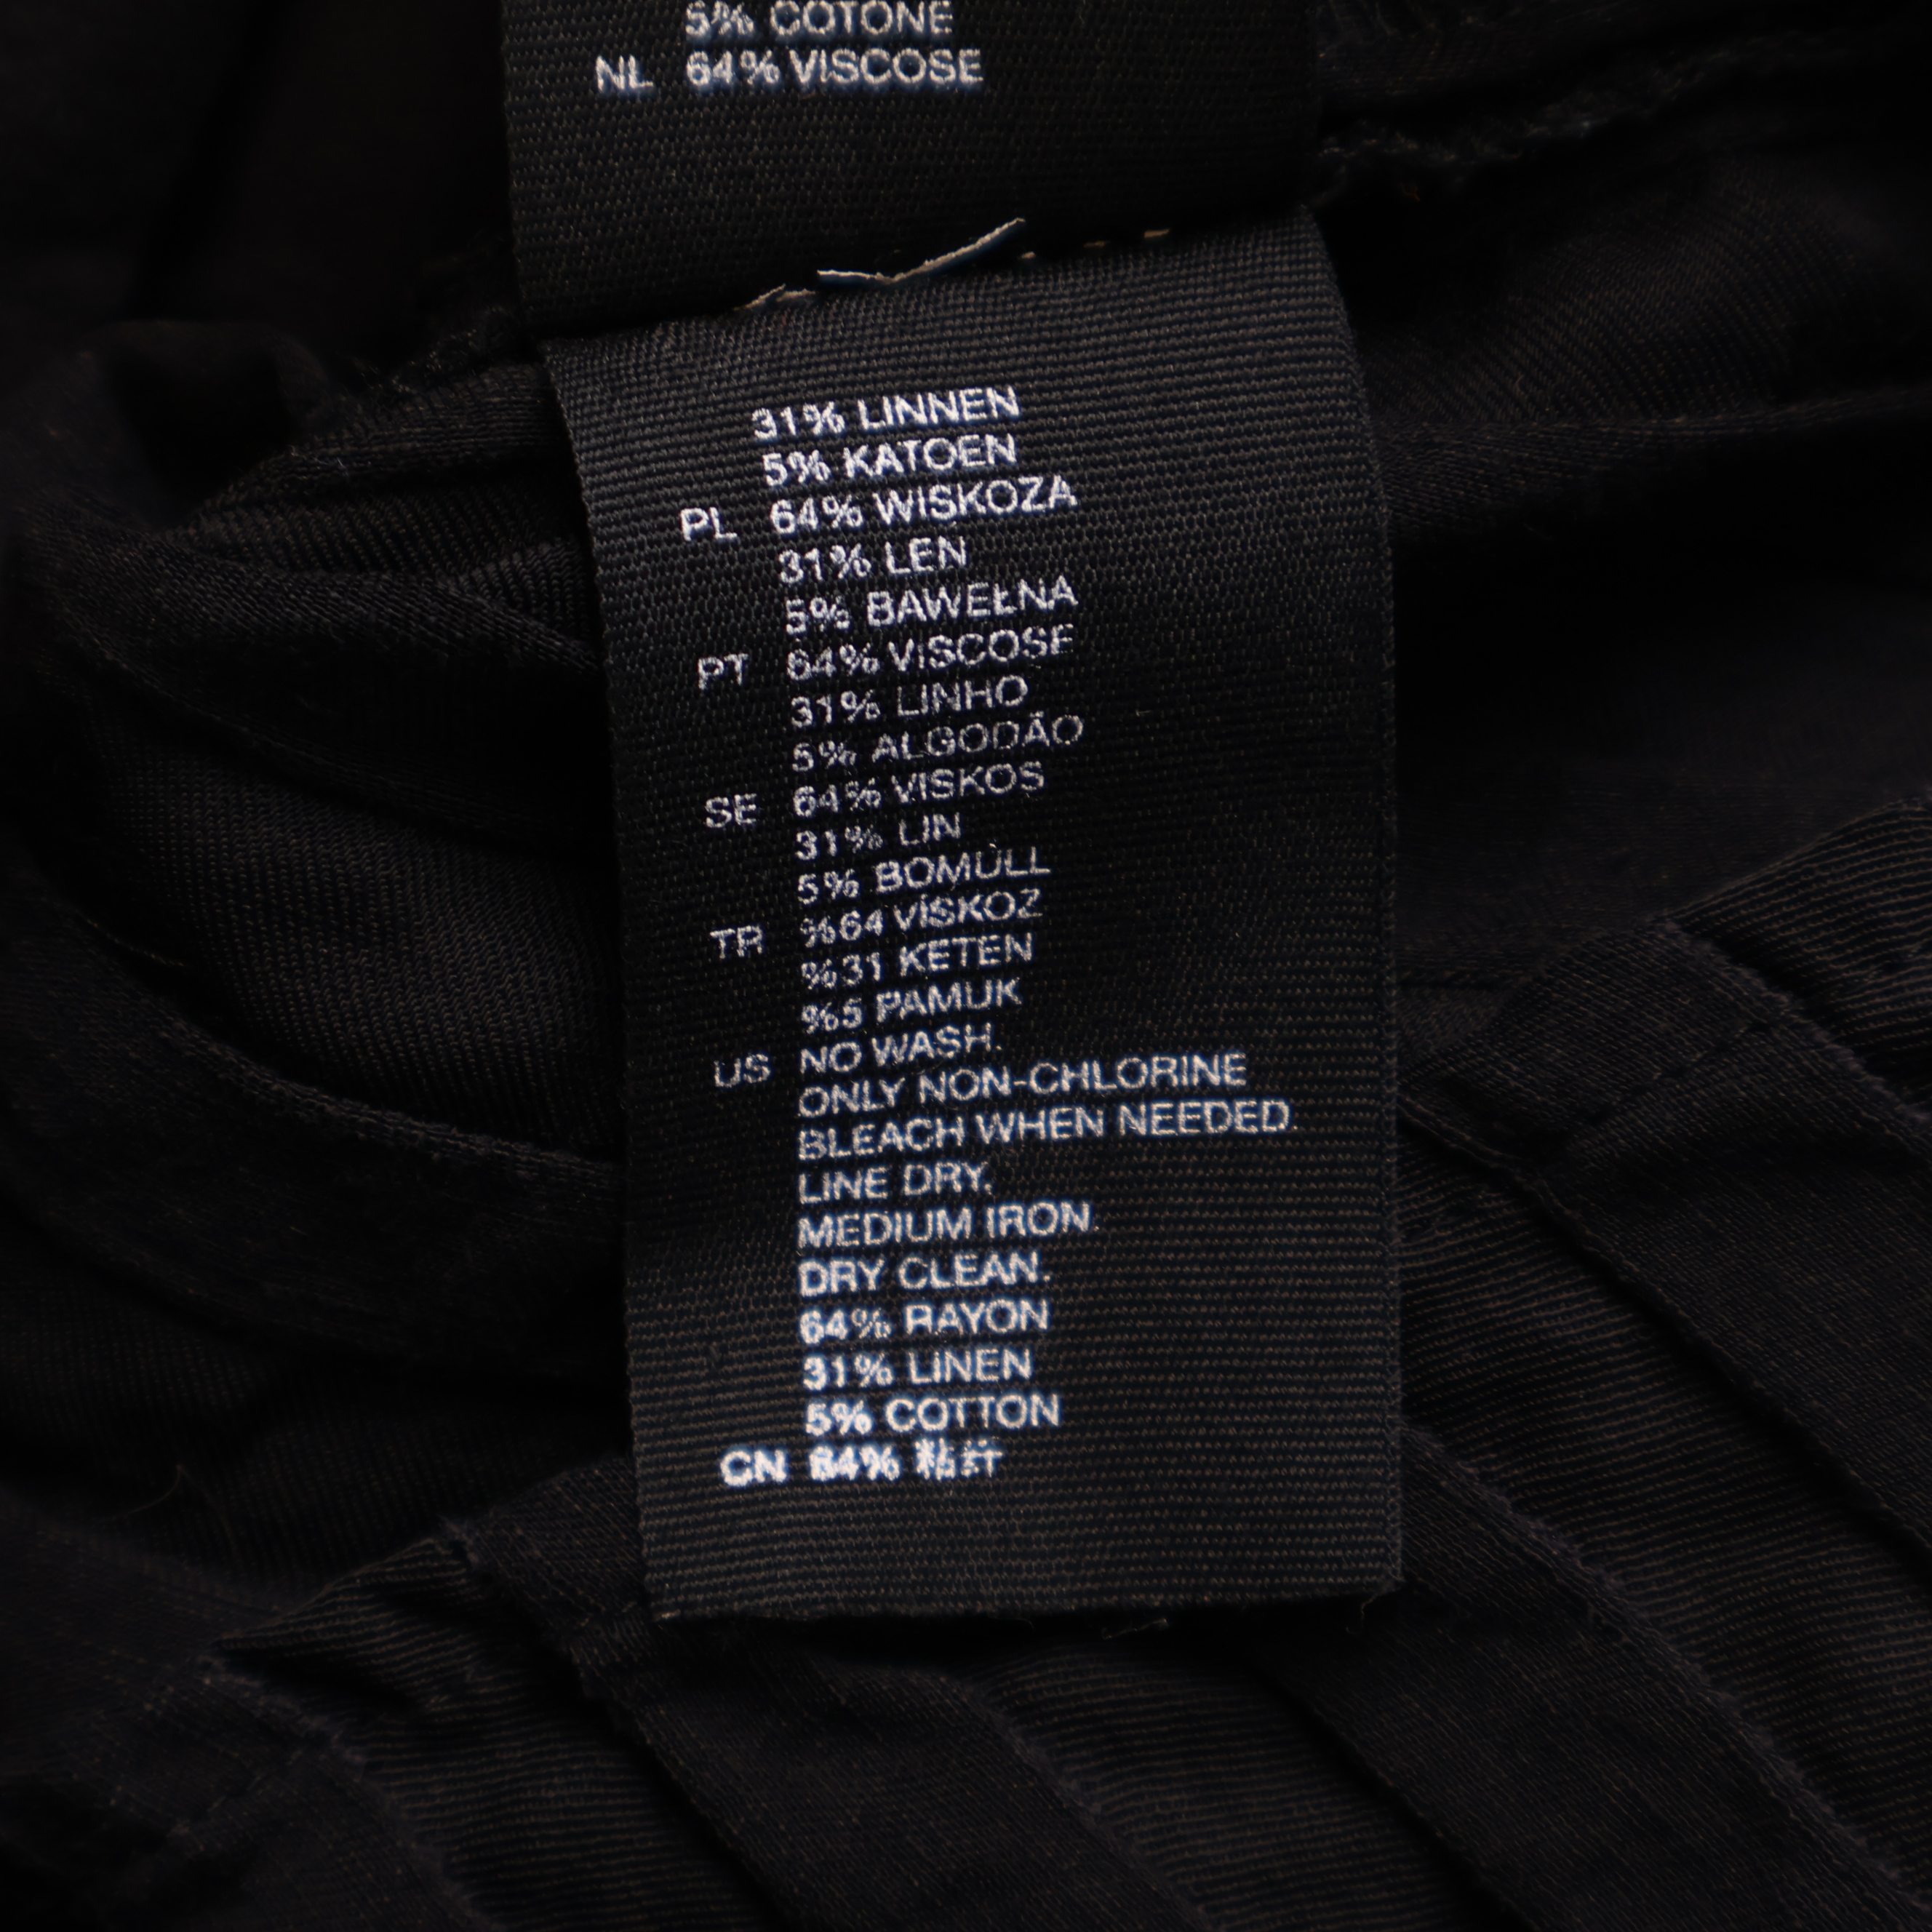 5% COTONE
NL 64% VISCOSE
31% LINNEN
5% KATOEN
PL 64% WISKOZA
31% LEN
5% BAWEŁNA
PT 64% VISCOSE
31% LINHO
5% ALGODÃO
SE 64% VISKOS
31% LIN
5% BOMULL
TR %64 VİSKOZ
%31 KETEN
%5 PAMUK
US NO WASH.
ONLY NON-CHLORINE
BLEACH WHEN NEEDED.
LINE DRY.
MEDIUM IRON.
DRY CLEAN.
64% RAYON
31% LINEN
5% COTTON
CN 64% 粘纤